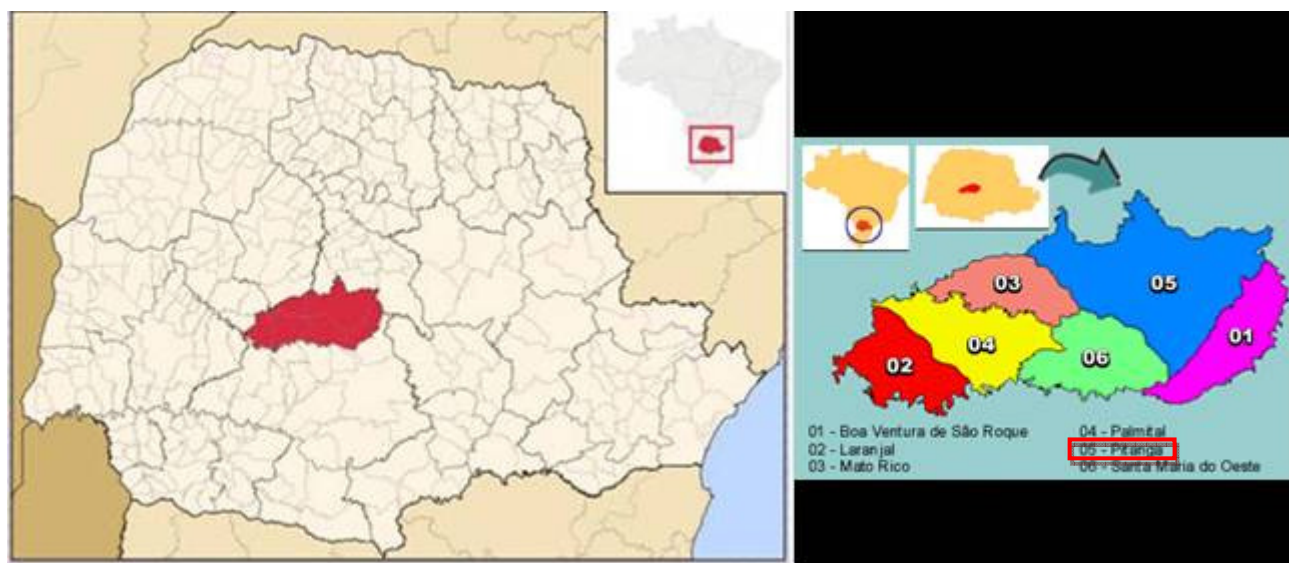 03
05
04
01
02
06
01 - Boa Ventura de São Roque
02 - Laranjal
03 - Mato Rico
04 - Palmital
05 - Pitanga
06 - Santa Maria do Oeste